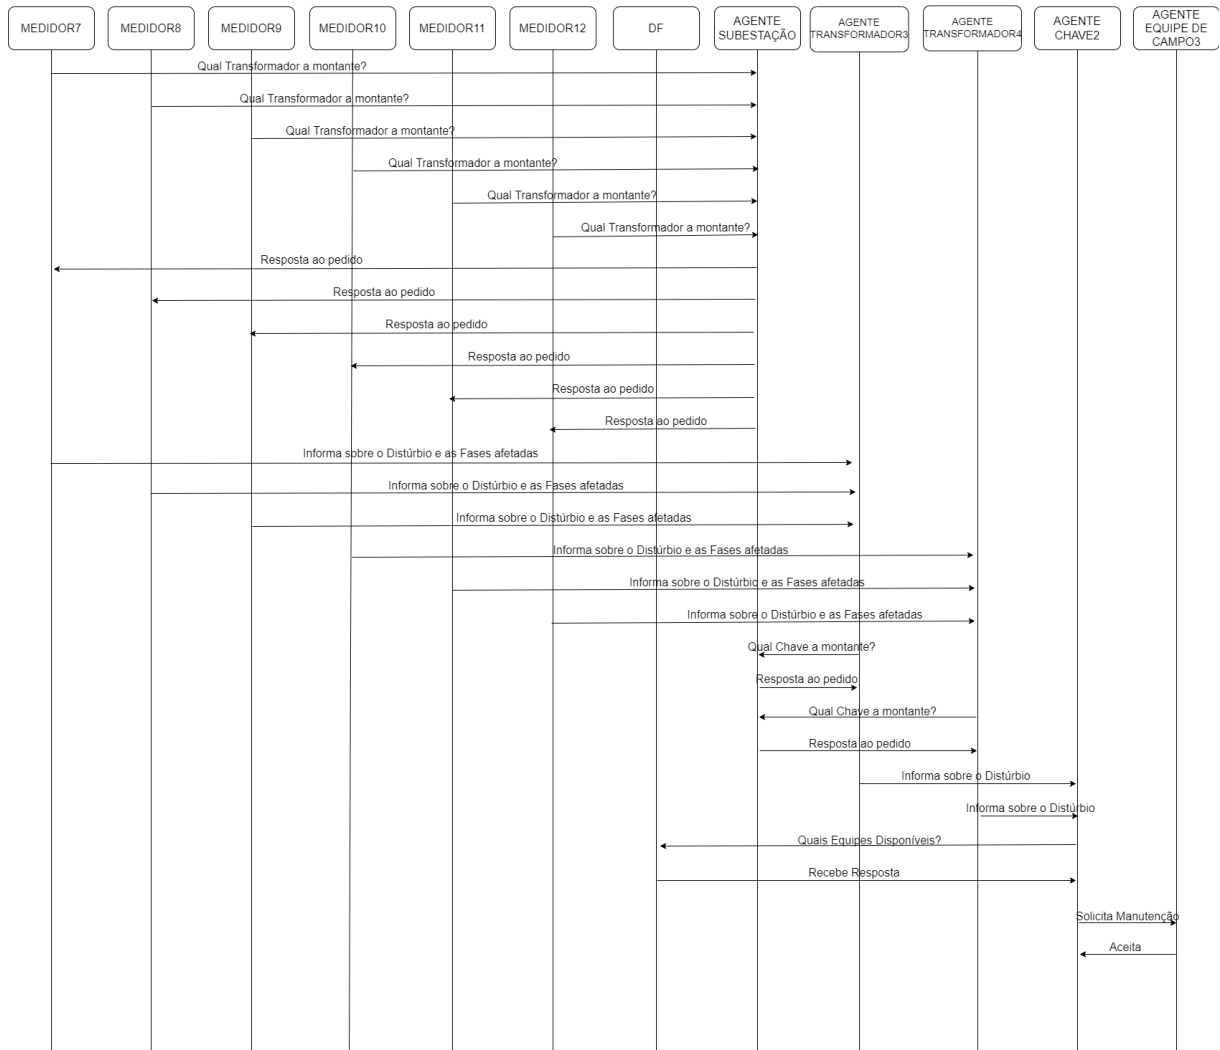 MEDIDOR7
MEDIDOR8
MEDIDOR9
MEDIDOR10
MEDIDOR11
MEDIDOR12
DF
AGENTE
SUBESTAÇÃO
AGENTE
TRANSFORMADOR3
AGENTE
TRANSFORMADOR4
AGENTE
CHAVE2
AGENTE
EQUIPE DE
CAMPO3
Qual Transformador a montante?
Qual Transformador a montante?
Qual Transformador a montante?
Qual Transformador a montante?
Qual Transformador a montante?
Qual Transformador a montante?
Resposta ao pedido
Resposta ao pedido
Resposta ao pedido
Resposta ao pedido
Resposta ao pedido
Resposta ao pedido
Informa sobre o Distúrbio e as Fases afetadas
Informa sobre o Distúrbio e as Fases afetadas
Informa sobre o Distúrbio e as Fases afetadas
Informa sobre o Distúrbio e as Fases afetadas
Informa sobre o Distúrbio e as Fases afetadas
Informa sobre o Distúrbio e as Fases afetadas
Qual Chave a montante?
Resposta ao pedido
Qual Chave a montante?
Resposta ao pedido
Informa sobre o Distúrbio
Informa sobre o Distúrbio
Quais Equipes Disponíveis?
Recebe Resposta
Solicita Manutenção
Aceita